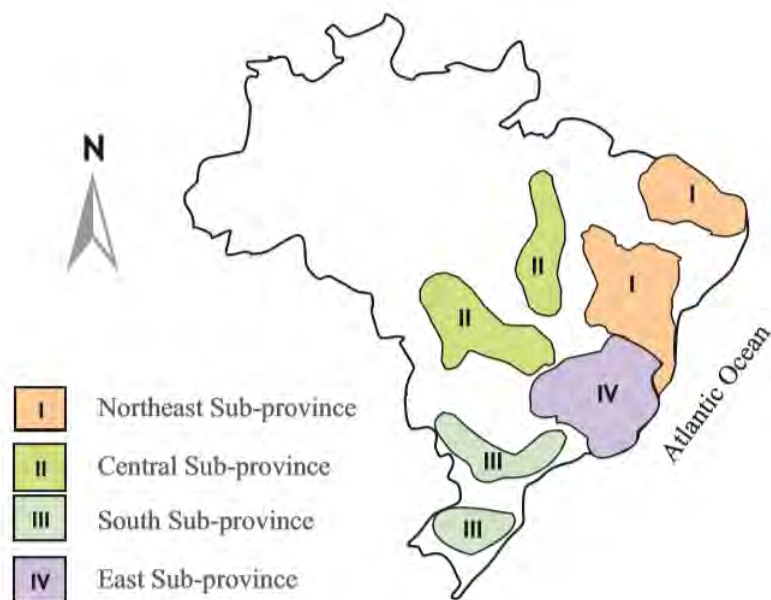 N
I
II
I
II
IV
III
III
Atlantic Ocean
I Northeast Sub-province
II Central Sub-province
III South Sub-province
IV East Sub-province